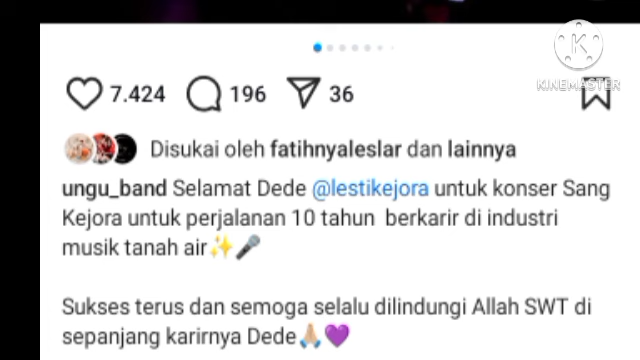 7.424 196 36
KINEMASTER
Disukai oleh fatihnyaleslar dan lainnya
ungu_band Selamat Dede @lestikejora untuk konser Sang
Kejora untuk perjalanan 10 tahun berkarir di industri
musik tanah air✨🎤
Sukses terus dan semoga selalu dilindungi Allah SWT di
sepanjang karirnya Dede🙏🏼💜